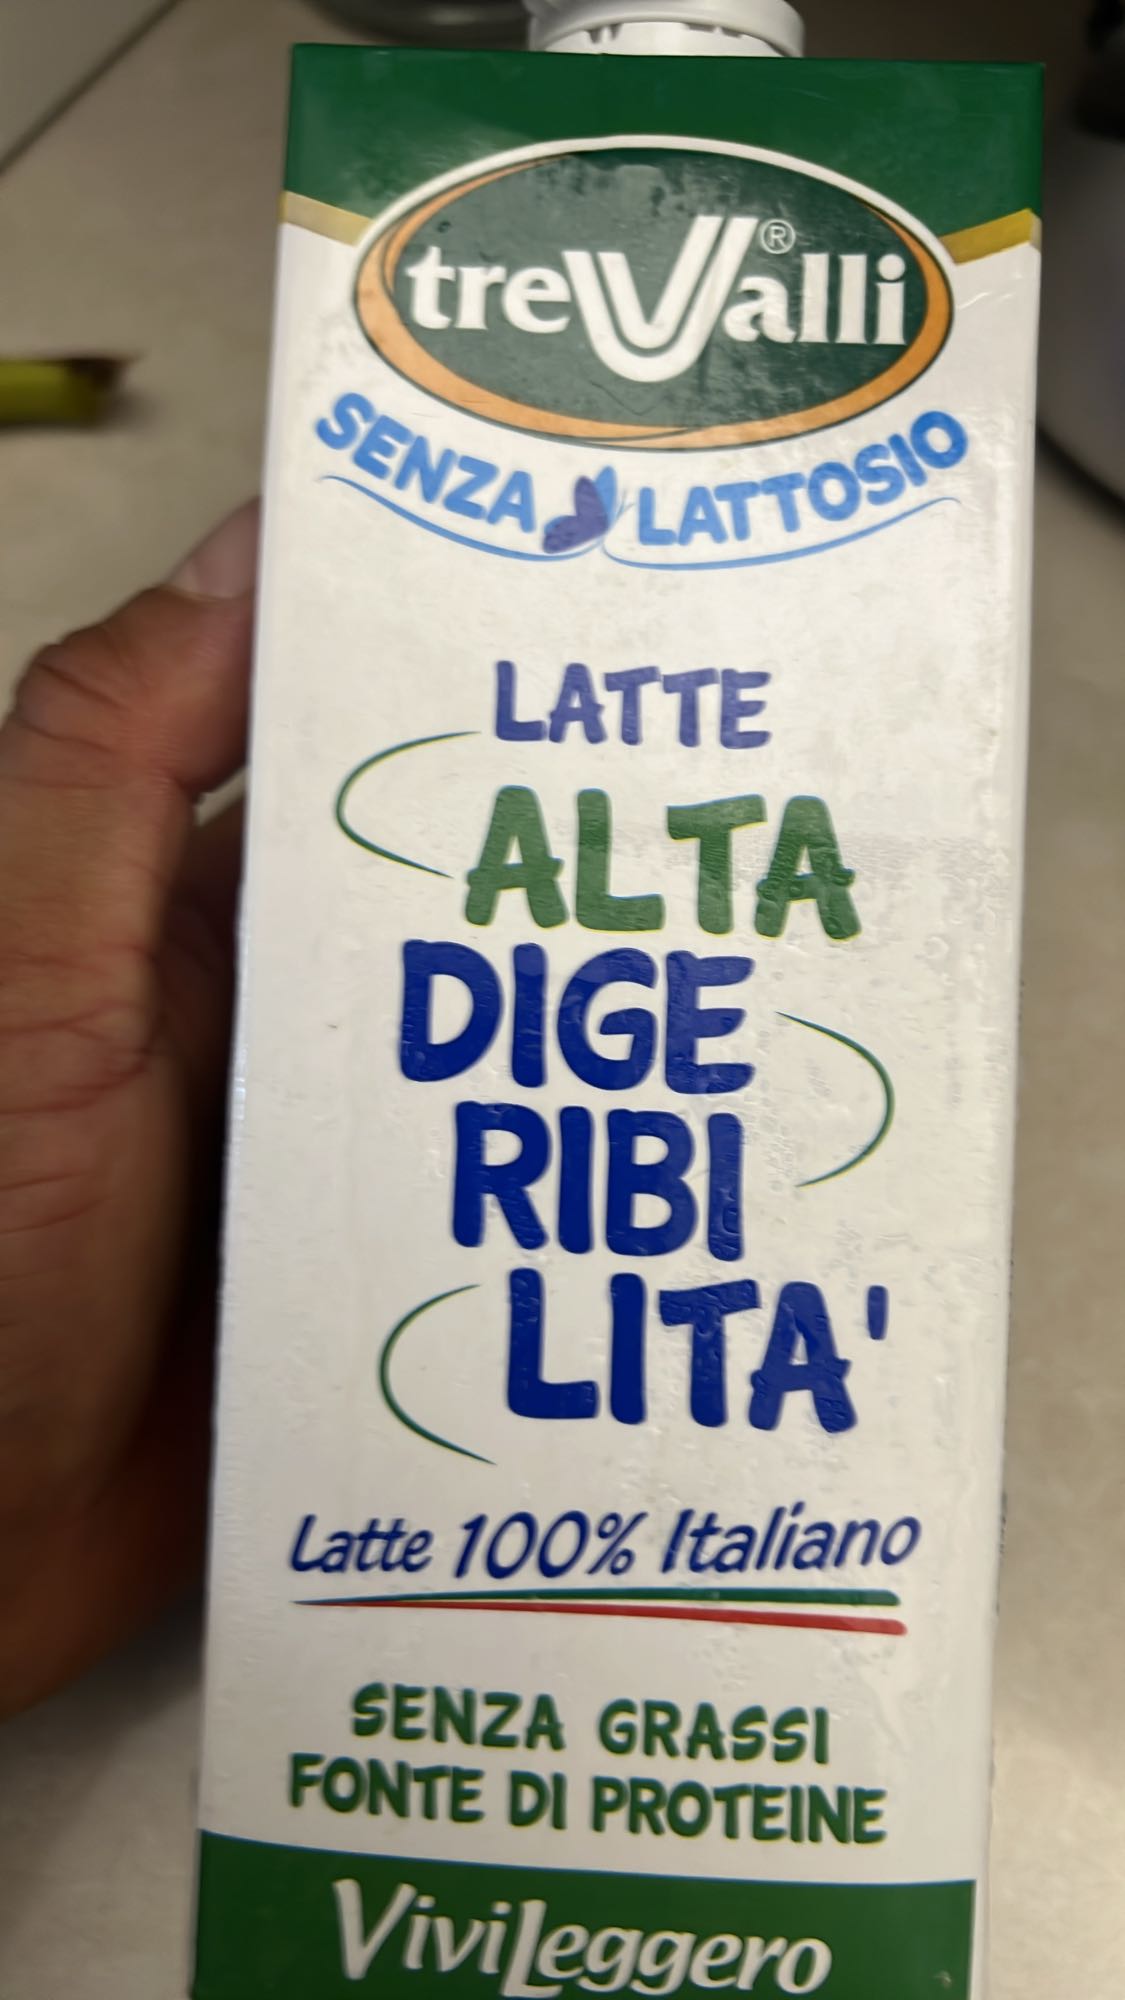 treValli®
SENZA LATTOSIO
LATTE
ALTA
DIGE
RIBI
LITA'
Latte 100% Italiano
SENZA GRASSI
FONTE DI PROTEINE
ViviLeggero